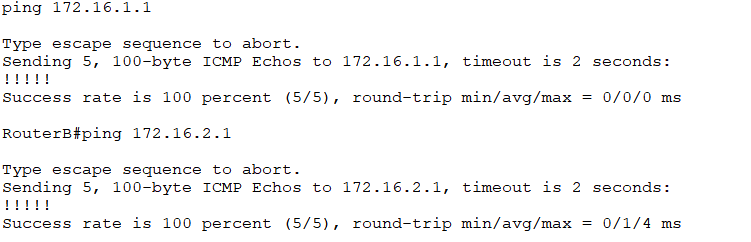 ping 172.16.1.1
Type escape sequence to abort.
Sending 5, 100-byte ICMP Echos to 172.16.1.1, timeout is 2 seconds:
!!!!!
Success rate is 100 percent (5/5), round-trip min/avg/max = 0/0/0 ms
RouterB#ping 172.16.2.1
Type escape sequence to abort.
Sending 5, 100-byte ICMP Echos to 172.16.2.1, timeout is 2 seconds:
!!!!!
Success rate is 100 percent (5/5), round-trip min/avg/max = 0/1/4 ms